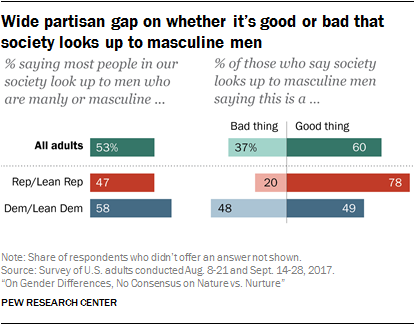 Wide partisan gap on whether it's good or bad that
society looks up to masculine men
% saying most people in our
society look up to men who
are manly or masculine ...
% of those who say society
looks up to masculine men
saying this is a ...
Bad thing
Good thing
All adults
53%
37%
60
Rep/Lean Rep
47
20
78
Dem/Lean Dem
58
48
49
Note: Share of respondents who didn't offer an answer not shown.
Source: Survey of U.S. adults conducted Aug. 8-21 and Sept. 14-28, 2017.
"On Gender Differences, No Consensus on Nature vs. Nurture"
PEW RESEARCH CENTER